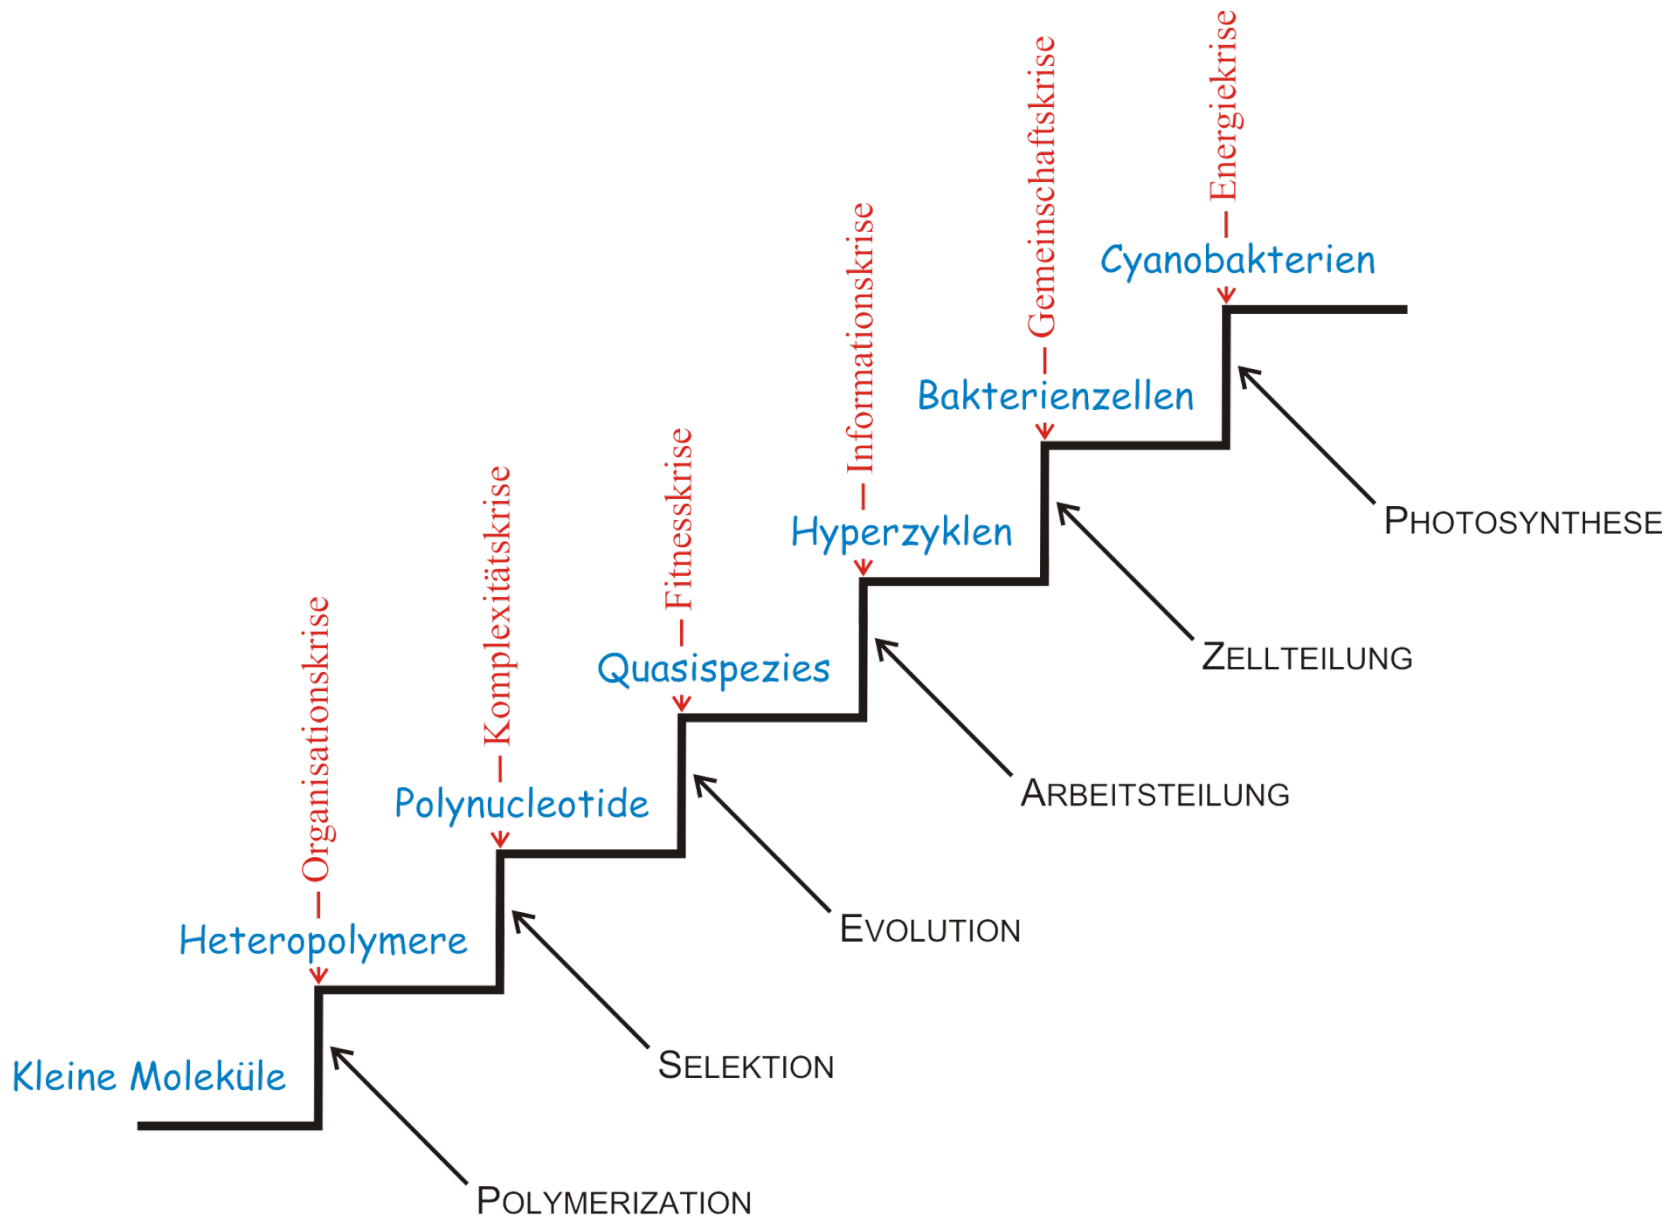 Energiekrise
Gemeinschaftskrise
Cyanobakterien
Informationskrise
Bakterienzellen
PHOTOSYNTHESE
Fitnesskrise
Hyperzyklen
Komplexitätskrise
ZELLTEILUNG
Quasispezies
Organisationskrise
ARBEITSTEILUNG
Polynucleotide
EVOLUTION
Heteropolymere
SELEKTION
Kleine Moleküle
POLYMERIZATION